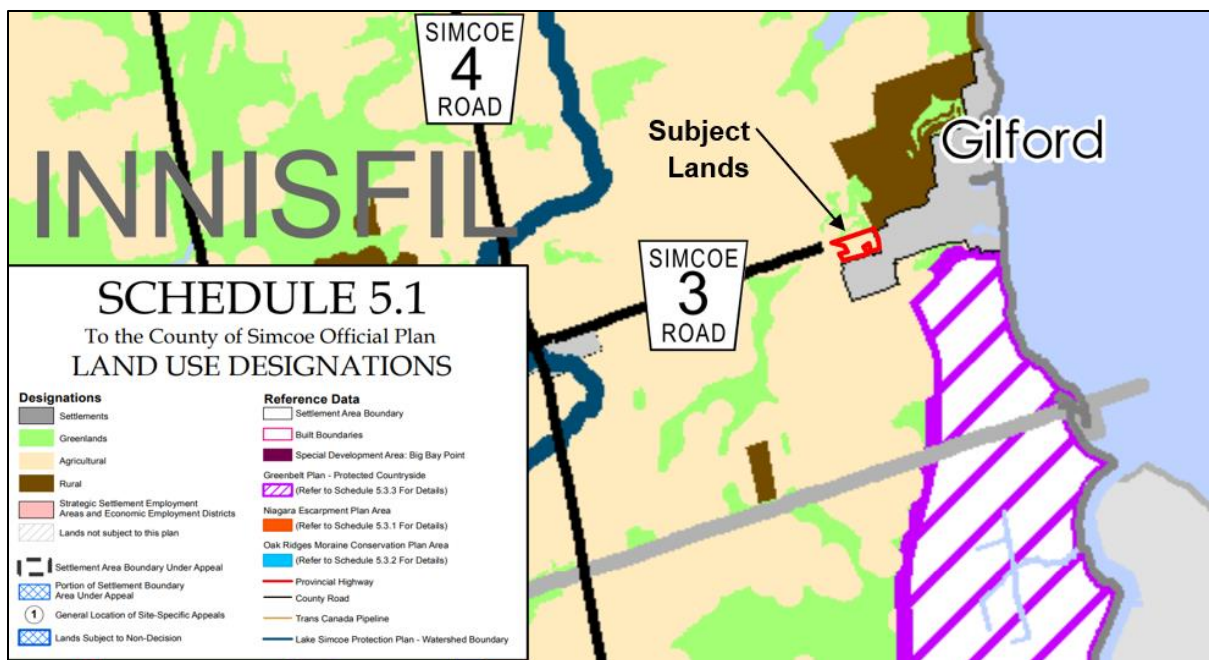 SIMCOE
4
ROAD
Subject
Lands
Gilford
INNISFIL
SIMCOE
3
ROAD
SCHEDULE 5.1
To the County of Simcoe Official Plan
LAND USE DESIGNATIONS
Designations
Settlements
Greenlands
Agricultural
Rural
Strategic Settlement Employment
Areas and Economic Employment Districts
Lands not subject to this plan
Settlement Area Boundary Under Appeal
Portion of Settlement Boundary
Area Under Appeal
1
General Location of Site-Specific Appeals
Lands Subject to Non-Decision
Reference Data
Settlement Area Boundary
Built Boundaries
Special Development Area: Big Bay Point
Greenbelt Plan - Protected Countryside
(Refer to Schedule 5.3.3 For Details)
Niagara Escarpment Plan Area
(Refer to Schedule 5.3.1 For Details)
Oak Ridges Moraine Conservation Plan Area
(Refer to Schedule 5.3.2 For Details)
Provincial Highway
County Road
Trans Canada Pipeline
Lake Simcoe Protection Plan - Watershed Boundary